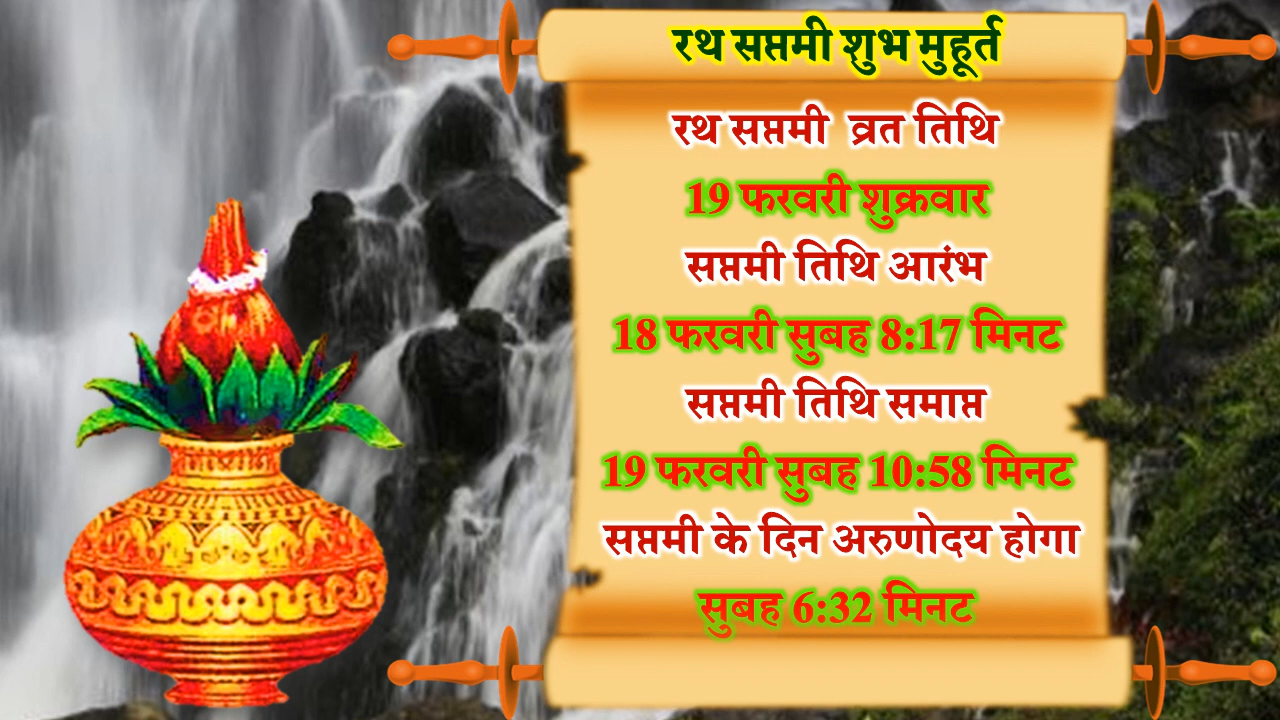 रथ सप्तमी शुभ मुहूर्त
रथ सप्तमी व्रत तिथि
19 फरवरी शुक्रवार
सप्तमी तिथि आरंभ
18 फरवरी सुबह 8:17 मिनट
सप्तमी तिथि समाप्त
19 फरवरी सुबह 10:58 मिनट
सप्तमी के दिन अरुणोदय होगा
सुबह 6:32 मिनट